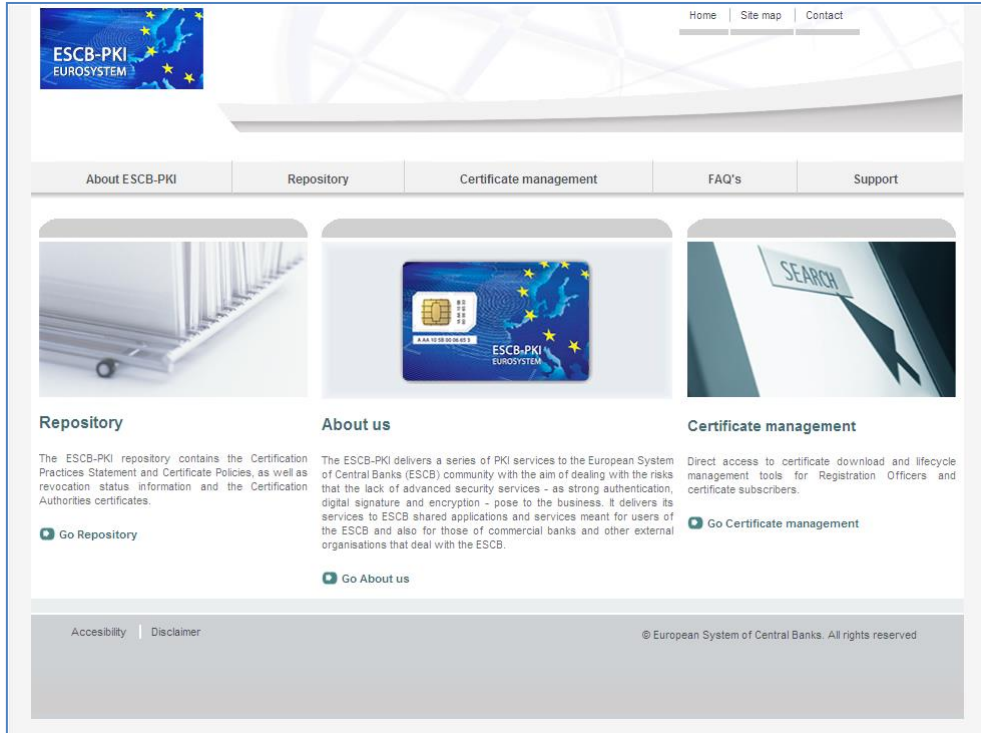 Home
Site map
Contact
ESCB-PKI
EUROSYSTEM
About ESCB-PKI
Repository
Certificate management
FAQ's
Support
SEARCH
ESCB-PKI
EUROSYSTEM
Repository
The ESCB-PKI repository contains the Certification
Practices Statement and Certificate Policies, as well as
revocation status information and the Certification
Authorities certificates.
Go Repository
About us
The ESCB-PKI delivers a series of PKI services to the European System
of Central Banks (ESCB) community with the aim of dealing with the risks
that the lack of advanced security services - as strong authentication,
digital signature and encryption - pose to the business. It delivers its
services to ESCB shared applications and services meant for users of
the ESCB and also for those of commercial banks and other external
organisations that deal with the ESCB.
Go About us
Certificate management
Direct access to certificate download and lifecycle
management tools for Registration Officers and
certificate subscribers.
Go Certificate management
Accesibility
Disclaimer
© European System of Central Banks. All rights reserved